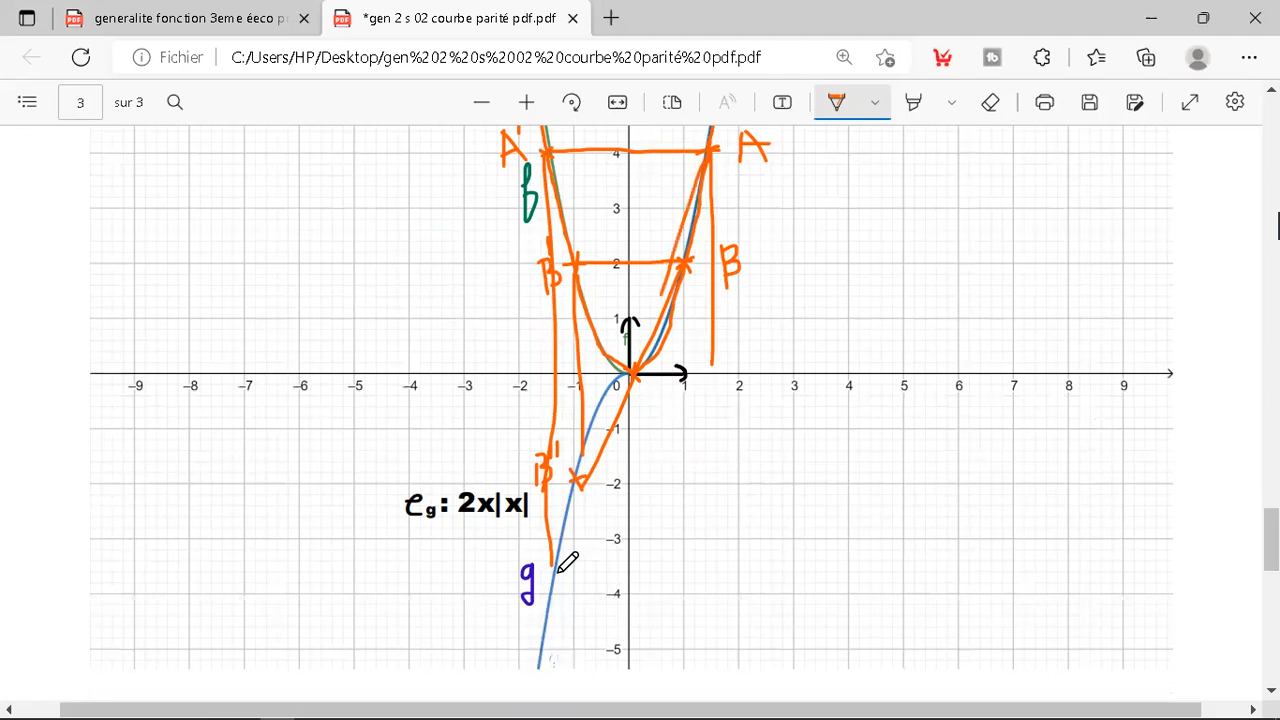 generalite fonction 3eme éeco p
*gen 2 s 02 courbe parité pdf.pdf
Fichier
C:/Users/HP/Desktop/gen%202%20s%2002%20courbe%20parité%20pdf.pdf
3
sur 3
A'
4
A
f
3
B'
2
B
1
f
-9 -8 -7 -6 -5 -4 -3 -2 -1 0 1 2 3 4 5 6 7 8 9
-1
B''
-2
𝒞g: 2x|x|
-3
g
-4
-5